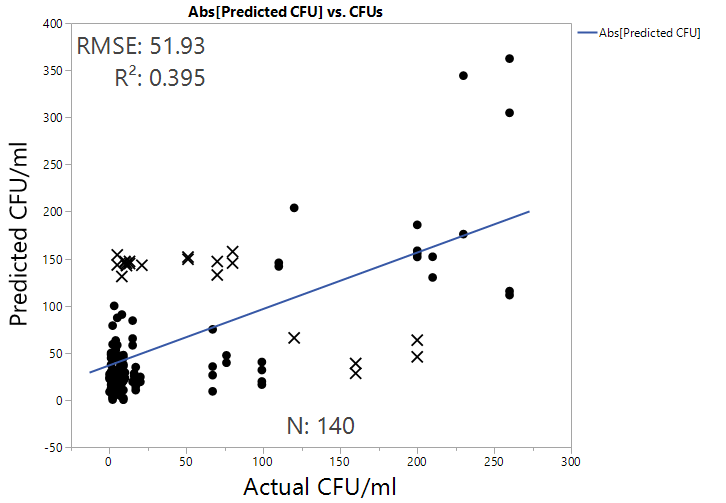 Abs[Predicted CFU] vs. CFUs
400
RMSE: 51.93
R²: 0.395
Abs[Predicted CFU]
350
300
250
200
150
100
50
0
-50
Predicted CFU/ml
N: 140
0
50
100
150
200
250
300
Actual CFU/ml